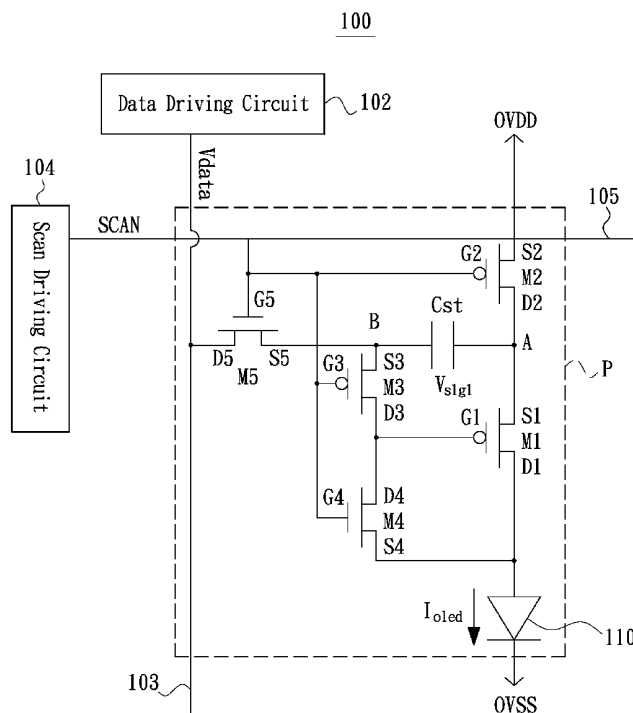 100
Data Driving Circuit
102
OVDD
104
Vdata
105
SCAN
Scan Driving Circuit
G2
S2
M2
D2
G5
Cst
B
A
D5
S5
M5
G3
S3
M3
D3
Vs1g1
P
G1
S1
M1
D1
G4
D4
M4
S4
Ioled
110
103
OVSS